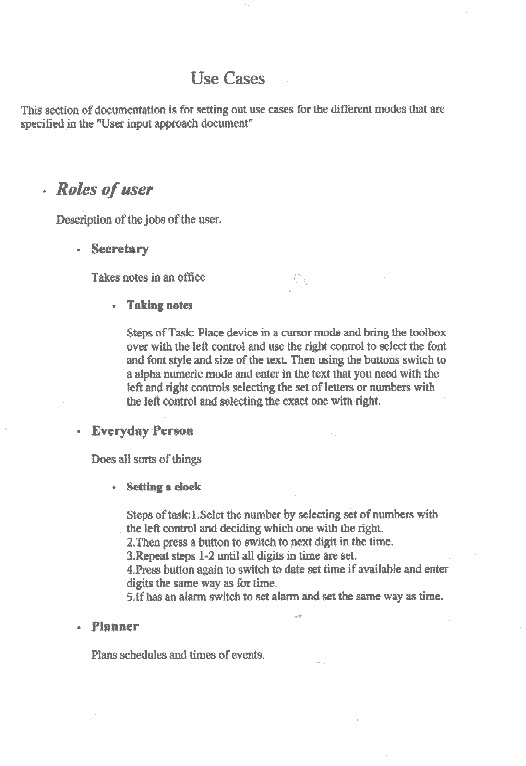 Use Cases
This section of documentation is for setting out use cases for the different modes that are
specified in the "User input approach document"
• Roles of user
Description of the jobs of the user.
• Secretary
Takes notes in an office
• Taking notes
Steps of Task: Place device in a cursor mode and bring the toolbox
over with the left control and use the right control to select the font
and font style and size of the text. Then using the buttons switch to
a alpha numeric mode and enter in the text that you need with the
left and right controls selecting the set of letters or numbers with
the left control and selecting the exact one with right.
• Everyday Person
Does all sorts of things
• Setting a clock
Steps of task:1.Selct the number by selecting set of numbers with
the left control and deciding which one with the right.
2.Then press a button to switch to next digit in the time.
3.Repeat steps 1-2 until all digits in time are set.
4.Press button again to switch to date set time if available and enter
digits the same way as for time.
5.If has an alarm switch to set alarm and set the same way as time.
• Planner
Plans schedules and times of events.